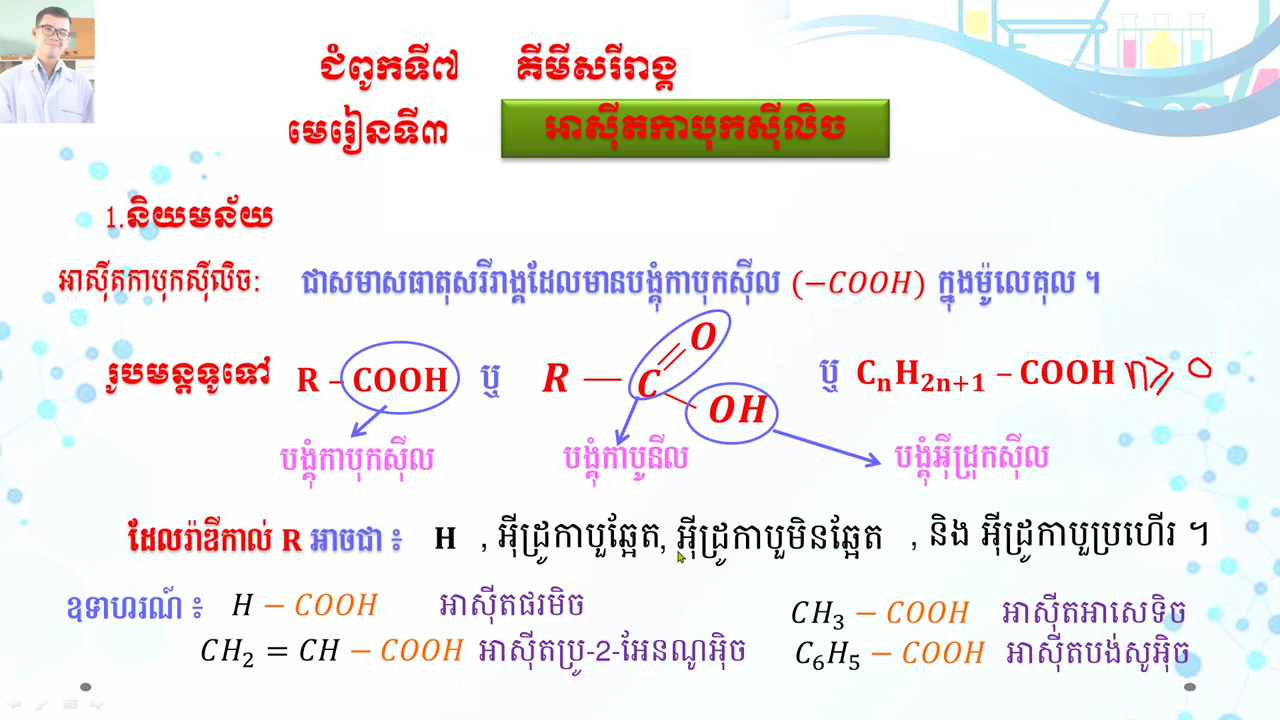 ជំពូកទី៧ គីមីសរីរាង្គ
មេរៀនទី៣ អាស៊ីតកាបុកស៊ីលិច
1.និយមន័យ
អាស៊ីតកាបុកស៊ីលិច: ជាសមាសធាតុសរីរាង្គដែលមានបង្គុំកាបុកស៊ីល (−COOH) ក្នុងម៉ូលេគុល ។
រូបមន្តទូទៅ R – COOH ឬ R — C O OH ឬ CₙH₂ₙ₊₁ – COOH n ⩾ 0
បង្គុំកាបុកស៊ីល បង្គុំកាបូនីល បង្គុំអ៊ីដ្រុកស៊ីល
ដែលរ៉ាឌីកាល់ R អាចជា ៖ H , អ៊ីដ្រូកាបួឆ្អែត, អ៊ីដ្រូកាបួមិនឆ្អែត , និង អ៊ីដ្រូកាបួប្រហើរ ។
ឧទាហរណ៍ ៖ H − COOH អាស៊ីតផរមិច CH₃ − COOH អាស៊ីតអាសេទិច
CH₂ = CH − COOH អាស៊ីតប្រូ-2-អែនណូអ៊ិច C₆H₅ − COOH អាស៊ីតបង់សូអ៊ិច